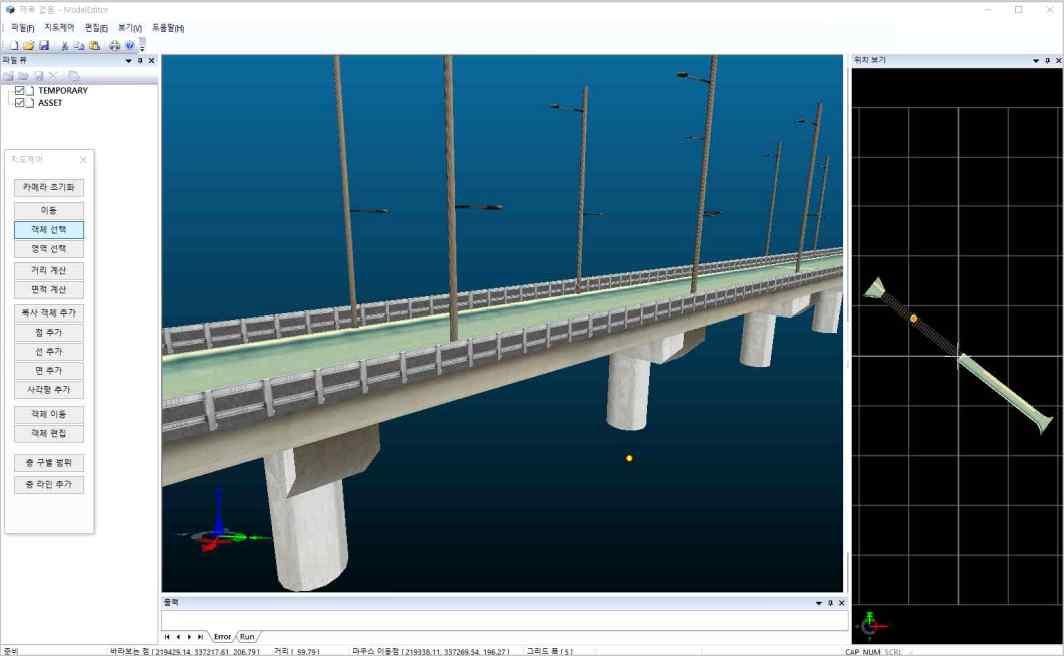 제목 없음 - ModelEditor
파일(F) 지도제어 편집(E) 보기(V) 도움말(H)
파일 뷰
TEMPORARY
ASSET
지도제어
카메라 초기화
이동
객체 선택
영역 선택
거리 계산
면적 계산
복사 객체 추가
점 추가
선 추가
면 추가
사각형 추가
객체 이동
객체 편집
층 구별 범위
층 라인 추가
위치 보기
출력
Error Run
준비 바라보는 점 [ 219429.14, 337217.61, 206.79 ] 거리 [ 59.79 ] 마우스 이동점 [ 219338.11, 337269.54, 196.27 ] 그리드 폭 [ 5 ] CAP NUM SCRL